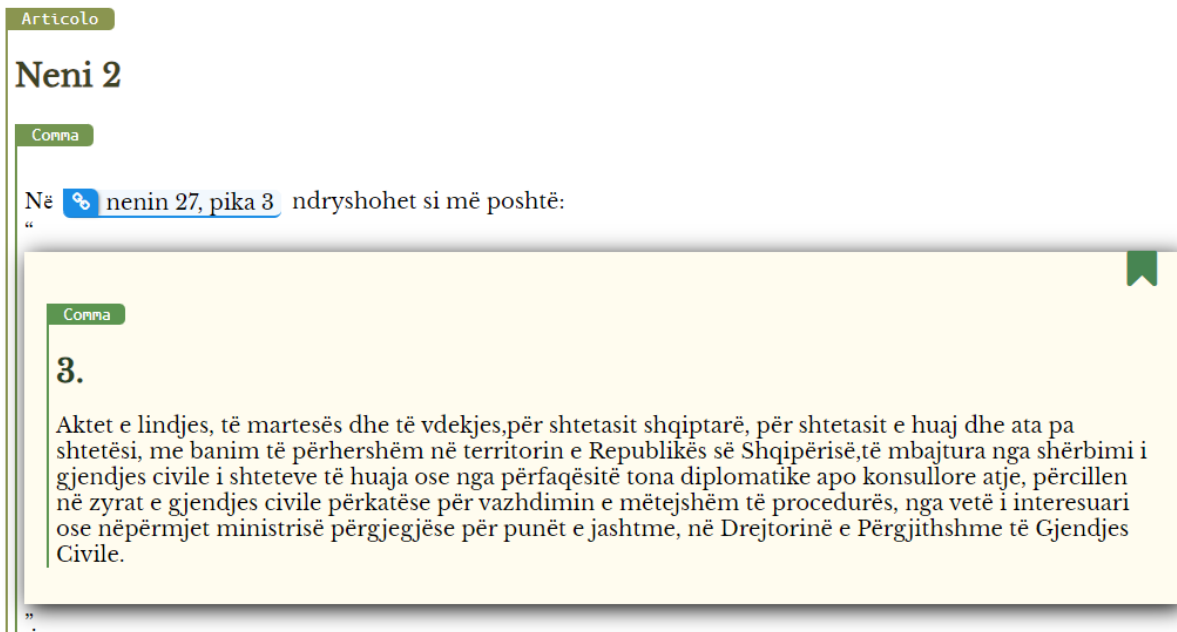 Articolo
Neni 2
Comma
Në nenin 27, pika 3 ndryshohet si më poshtë:
“
Comma
3.
Aktet e lindjes, të martesës dhe të vdekjes,për shtetasit shqiptarë, për shtetasit e huaj dhe ata pa
shtetësi, me banim të përhershëm në territorin e Republikës së Shqipërisë,të mbajtura nga shërbimi i
gjendjes civile i shteteve të huaja ose nga përfaqësitë tona diplomatike apo konsullore atje, përcillen
në zyrat e gjendjes civile përkatëse për vazhdimin e mëtejshëm të procedurës, nga vetë i interesuari
ose nëpërmjet ministrisë përgjegjëse për punët e jashtme, në Drejtorinë e Përgjithshme të Gjendjes
Civile.
”